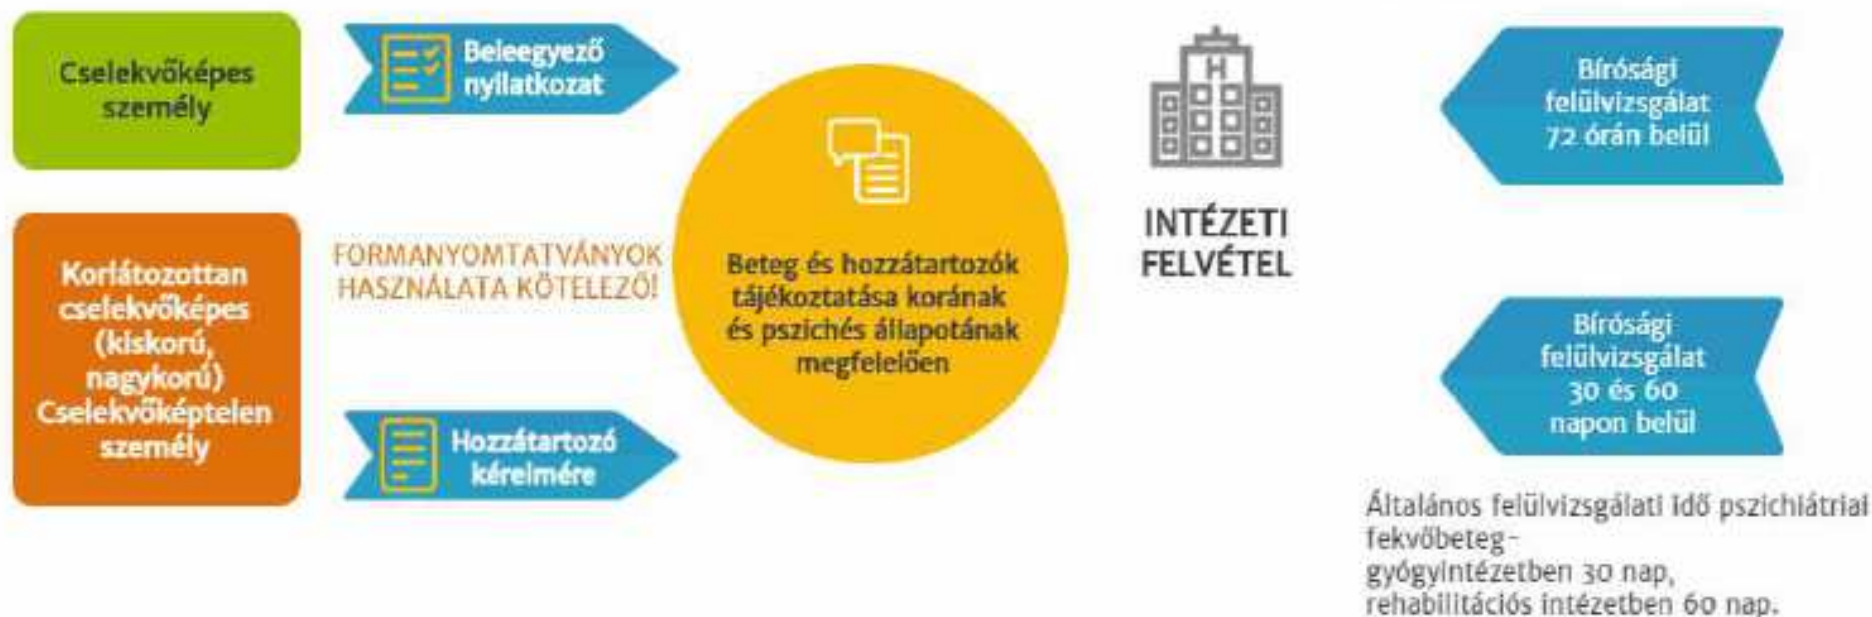 Cselekvőképes
személy
Beleegyező
nyilatkozat
Korlátozottan
cselekvőképes
(kiskorú,
nagykorú)
Cselekvőképtelen
személy
FORMANYOMTATVÁNYOK
HASZNÁLATA KÖTELEZŐ!
Hozzátartozó
kérelmére
Beteg és hozzátartozók
tájékoztatása korának
és pszichés állapotának
megfelelően
H
INTÉZETI
FELVÉTEL
Bírósági
felülvizsgálat
72 órán belül
Bírósági
felülvizsgálat
30 és 60
napon belül
Általános felülvizsgálati idő pszichiátriai
fekvőbeteg-
gyógyintézetben 30 nap,
rehabilitációs intézetben 60 nap.